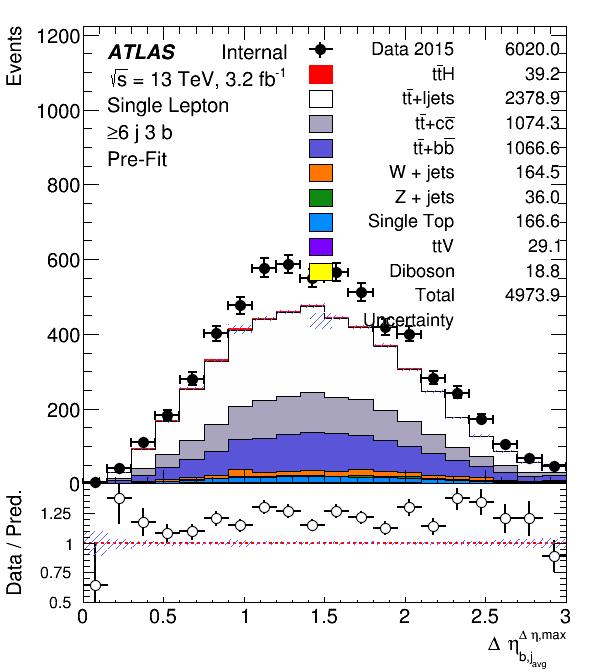 Events
1200
1000
800
600
400
200
0
ATLAS Internal
√s = 13 TeV, 3.2 fb⁻¹
Single Lepton
≥6 j 3 b
Pre-Fit
Data 2015 6020.0
tt̄H 39.2
tt̄+ljets 2378.9
tt̄+cc̄ 1074.3
tt̄+bb̄ 1066.6
W + jets 164.5
Z + jets 36.0
Single Top 166.6
ttV 29.1
Diboson 18.8
Total 4973.9
Uncertainty
Data / Pred.
1.25
1
0.75
0.5
0 0.5 1 1.5 2 2.5 3
Δ η b,j avg Δ η,max